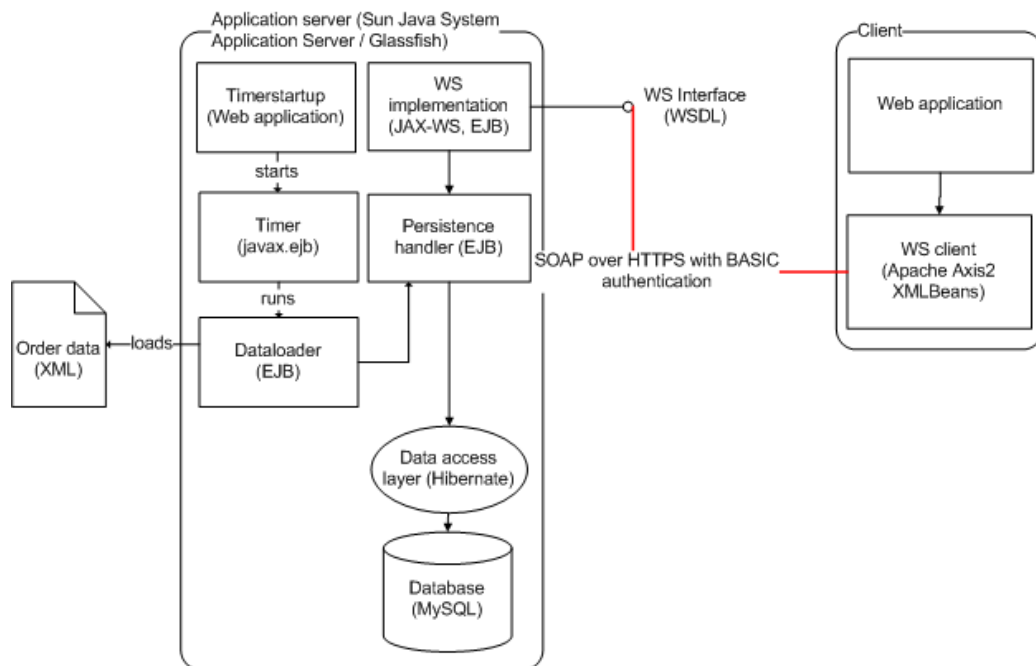 Application server (Sun Java System
Application Server / Glassfish)
Timerstartup
(Web application)
WS
implementation
(JAX-WS, EJB)
WS Interface
(WSDL)
Client
Web application
starts
Timer
(javax.ejb)
Persistence
handler (EJB)
SOAP over HTTPS with BASIC
authentication
WS client
(Apache Axis2
XMLBeans)
runs
Order data
(XML)
loads
Dataloader
(EJB)
Data access
layer (Hibernate)
Database
(MySQL)